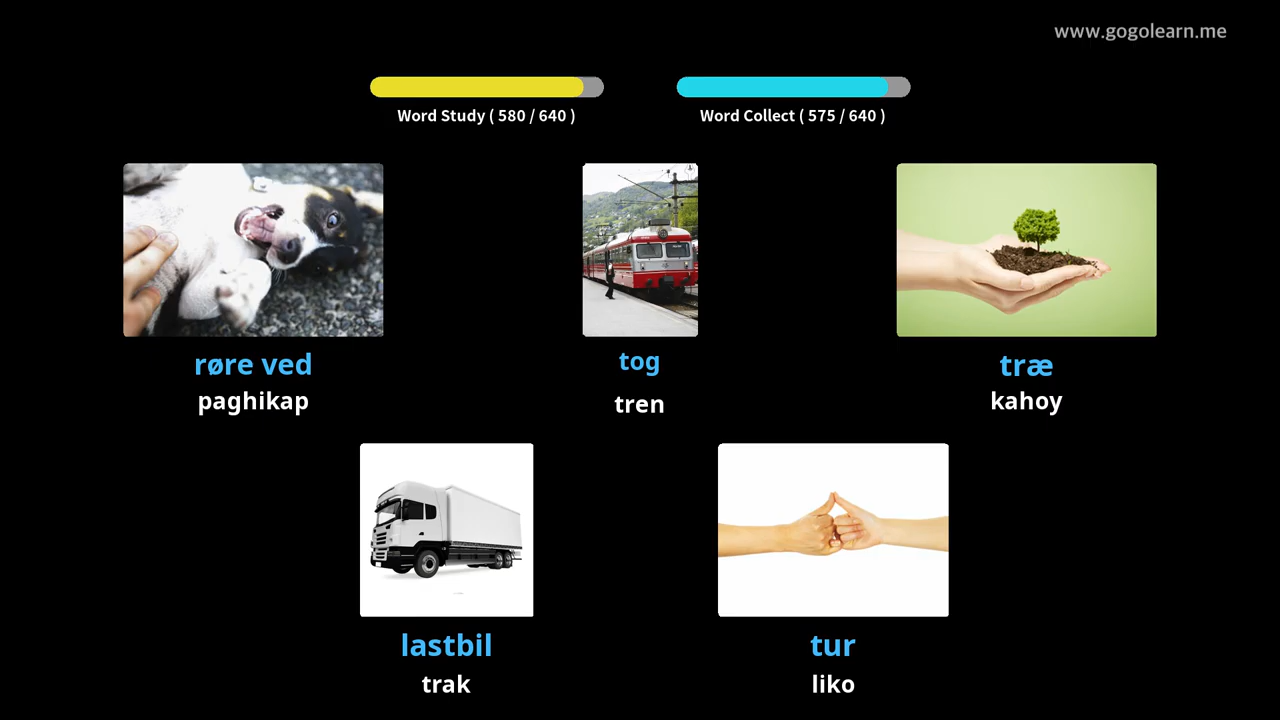 www.gogolearn.me
Word Study ( 580 / 640 )
Word Collect ( 575 / 640 )
røre ved
paghikap
tog
tren
træ
kahoy
lastbil
trak
tur
liko